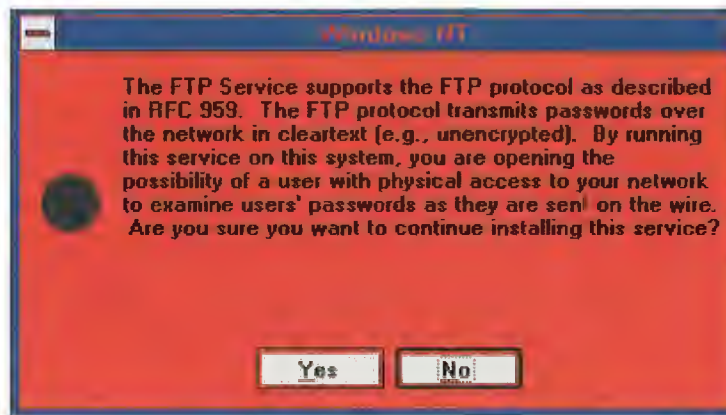 Windows NT
The FTP Service supports the FTP protocol as described
in RFC 959. The FTP protocol transmits passwords over
the network in cleartext (e.g., unencrypted). By running
this service on this system, you are opening the
possibility of a user with physical access to your network
to examine users' passwords as they are sent on the wire.
Are you sure you want to continue installing this service?
Yes No